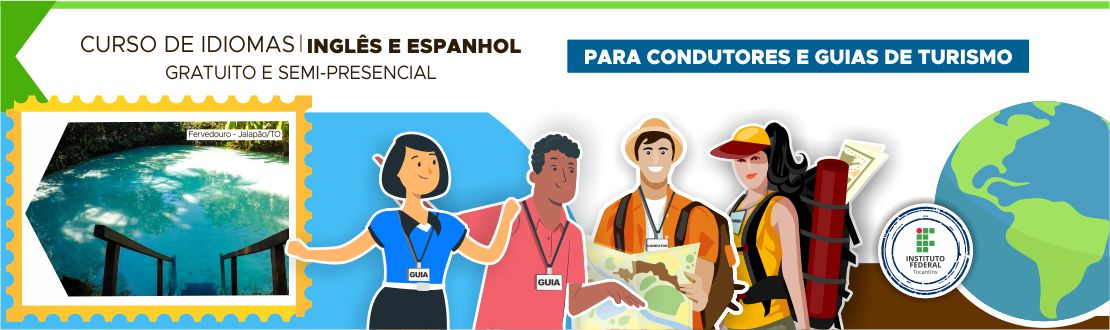 CURSO DE IDIOMAS | INGLÊS E ESPANHOL
GRATUITO E SEMI-PRESENCIAL
PARA CONDUTORES E GUIAS DE TURISMO
Fervedouro - Jalapão/TO
GUIA
GUIA
CONDUTOR
INSTITUTO
FEDERAL
Tocantins